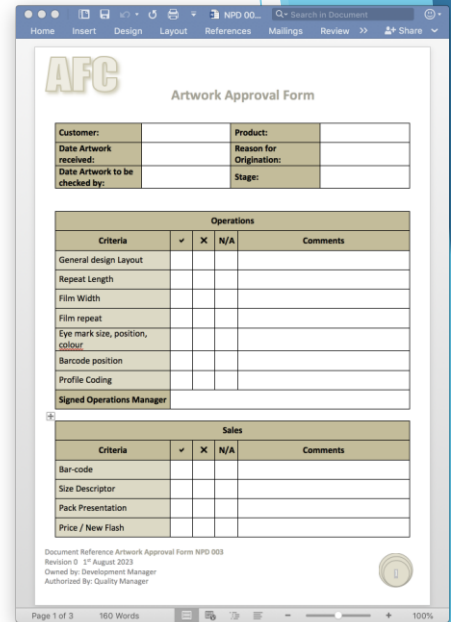 NPD 00...
Search in Document
Home Insert Design Layout References Mailings Review >> Share
AFC
Artwork Approval Form
Customer: Product:
Date Artwork received: Reason for Origination:
Date Artwork to be checked by: Stage:
Operations
Criteria ✓ ✕ N/A Comments
General design Layout
Repeat Length
Film Width
Film repeat
Eye mark size, position,
colour
Barcode position
Profile Coding
Signed Operations Manager
Sales
Criteria ✓ ✕ N/A Comments
Bar-code
Size Descriptor
Pack Presentation
Price / New Flash
Document Reference Artwork Approval Form NPD 003
Revision 0 1st August 2023
Owned by: Development Manager
Authorized By: Quality Manager
Page 1 of 3 160 Words 100%